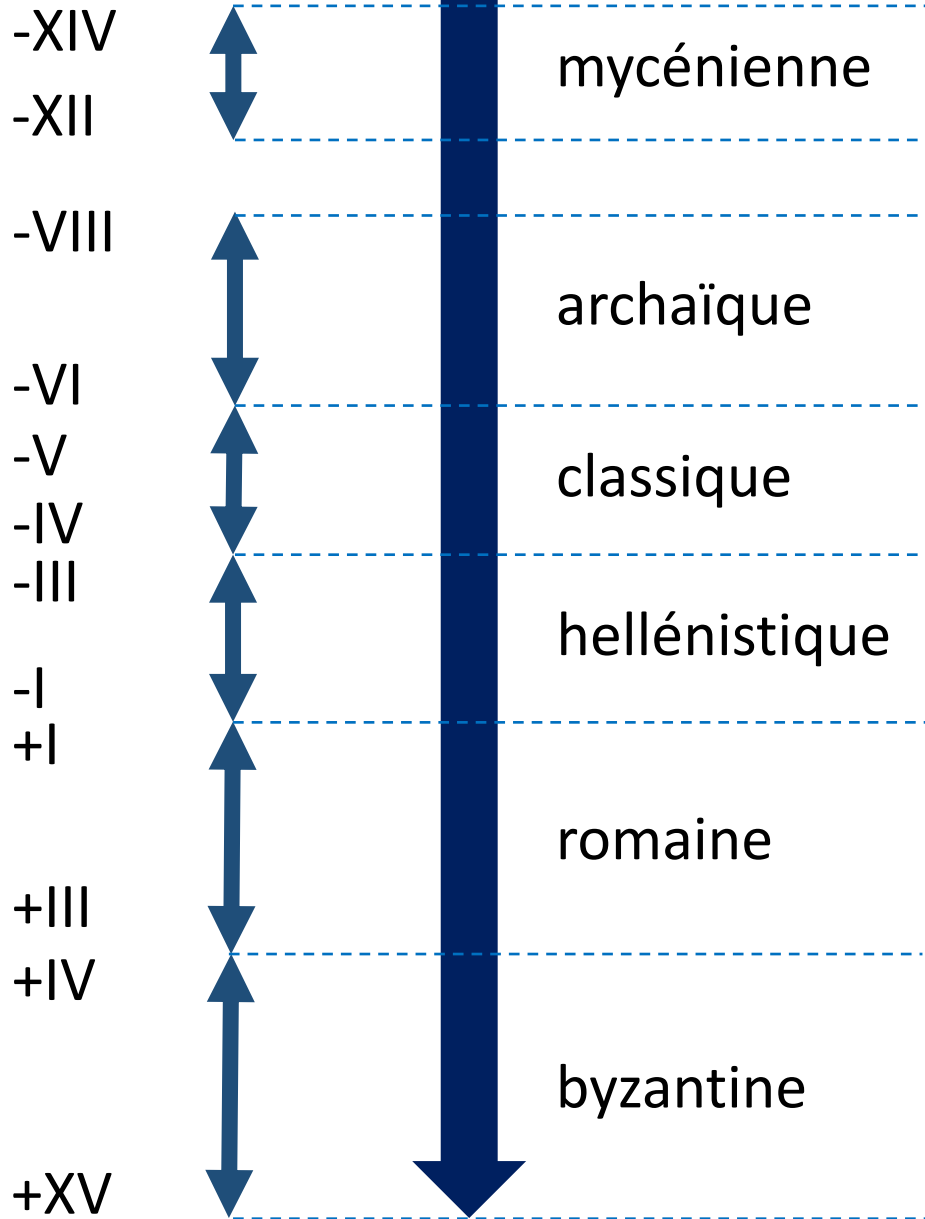 -XIV
mycénienne
-XII
-VIII
archaïque
-VI
-V
classique
-IV
-III
hellénistique
-I
+I
romaine
+III
+IV
byzantine
+XV